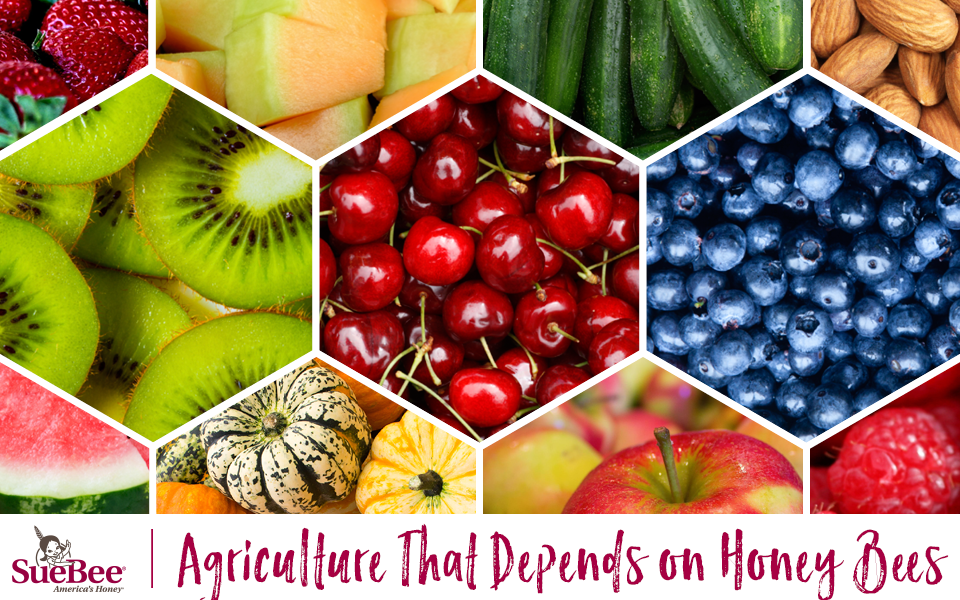 SueBee®
America's Honey®
Agriculture That Depends on Honey Bees